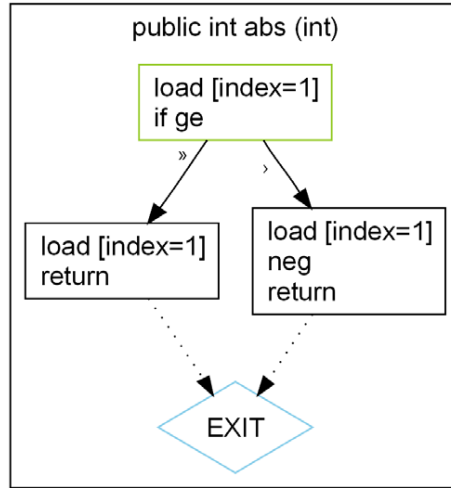 public int abs (int)
load [index=1]
if ge
»
›
load [index=1]
return
load [index=1]
neg
return
EXIT